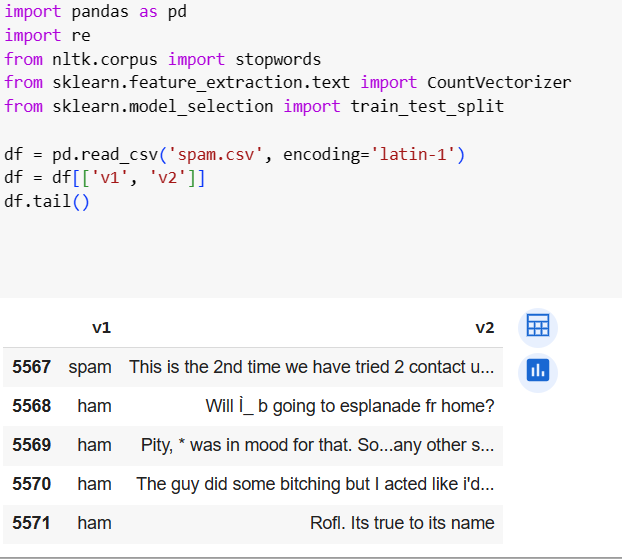 import pandas as pd
import re
from nltk.corpus import stopwords
from sklearn.feature_extraction.text import CountVectorizer
from sklearn.model_selection import train_test_split
df = pd.read_csv('spam.csv', encoding='latin-1')
df = df[['v1', 'v2']]
df.tail()
v1 v2
5567 spam This is the 2nd time we have tried 2 contact u...
5568 ham Will Ì_ b going to esplanade fr home?
5569 ham Pity, * was in mood for that. So...any other s...
5570 ham The guy did some bitching but I acted like i'd...
5571 ham Rofl. Its true to its name